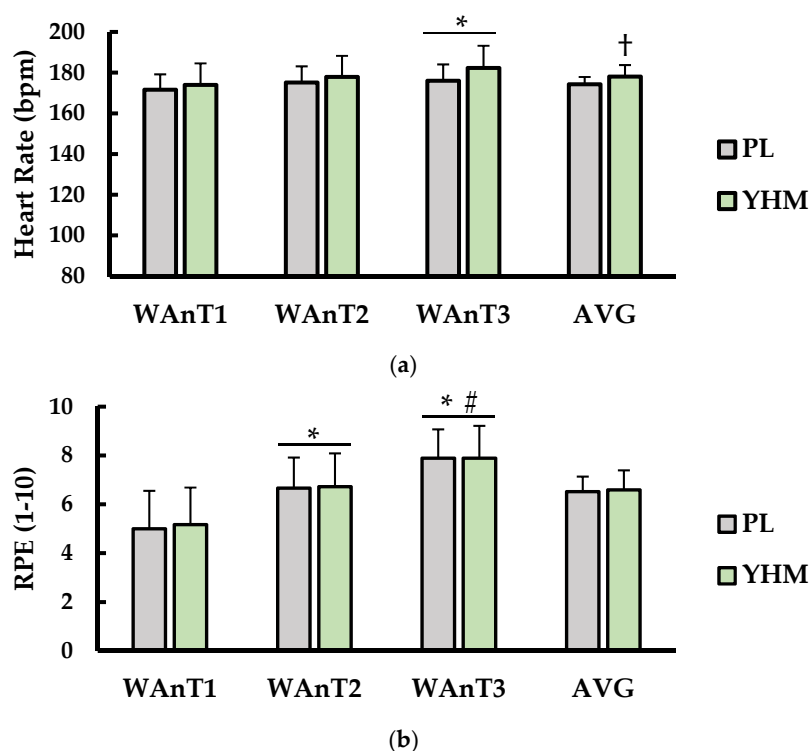 200
180
160
140
120
100
80
Heart Rate (bpm)
*
†
PL
YHM
WAnT1 WAnT2 WAnT3 AVG
(a)
10
8
6
4
2
0
RPE (1-10)
*
* #
PL
YHM
WAnT1 WAnT2 WAnT3 AVG
(b)